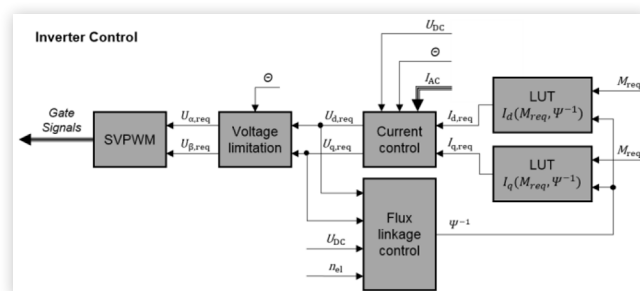 Inverter Control
U_DC
Θ
I_AC
Θ
Gate
Signals
SVPWM
U_α,req
U_β,req
Voltage
limitation
U_d,req
U_q,req
Current
control
I_d,req
I_q,req
LUT
I_d(M_req, Ψ⁻¹)
M_req
LUT
I_q(M_req, Ψ⁻¹)
M_req
Flux
linkage
control
U_DC
n_el
Ψ⁻¹